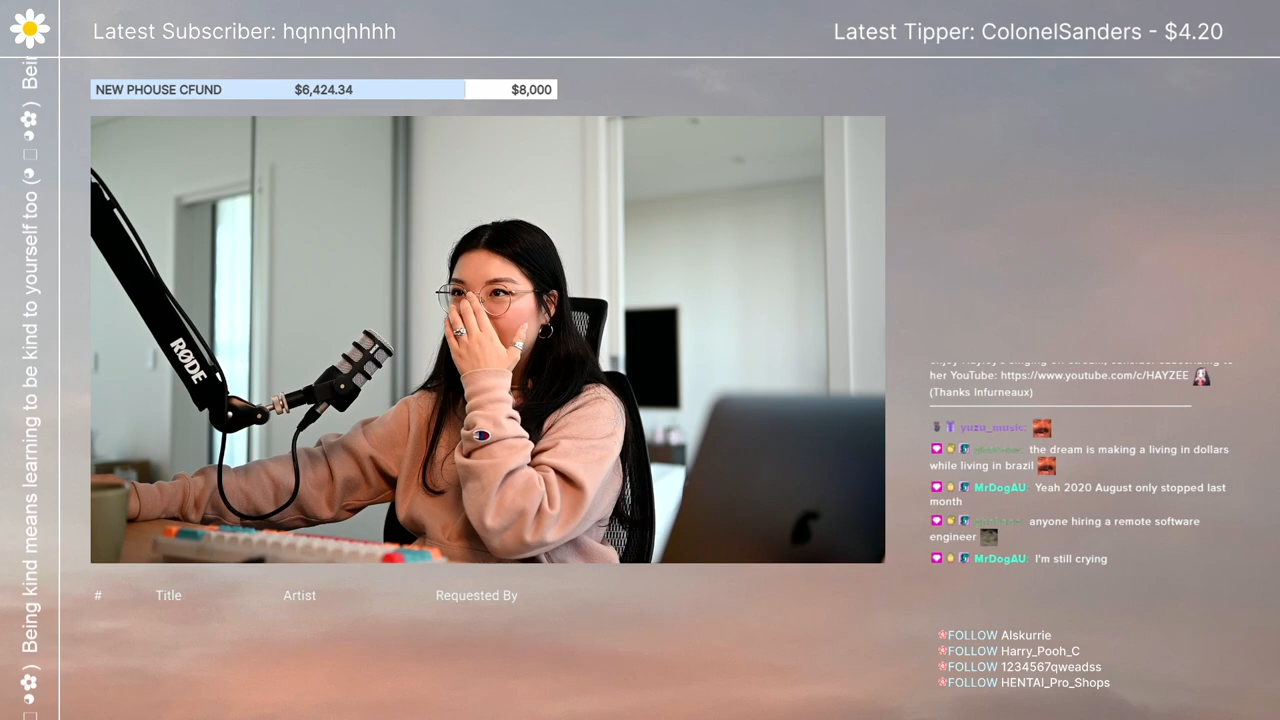 Latest Subscriber: hqnnqhhhh
Latest Tipper: ColonelSanders - $4.20
Being kind means learning to be kind to yourself too
Bein
NEW PHOUSE CFUND $6,424.34 $8,000
RØDE
her YouTube: https://www.youtube.com/c/HAYZEE
(Thanks Infurneaux)
yuzu_music:
the dream is making a living in dollars
while living in brazil
MrDogAU: Yeah 2020 August only stopped last
month
anyone hiring a remote software
engineer
MrDogAU: I'm still crying
# Title Artist Requested By
FOLLOW Alskurrie
FOLLOW Harry_Pooh_C
FOLLOW 1234567qweadss
FOLLOW HENTAI_Pro_Shops